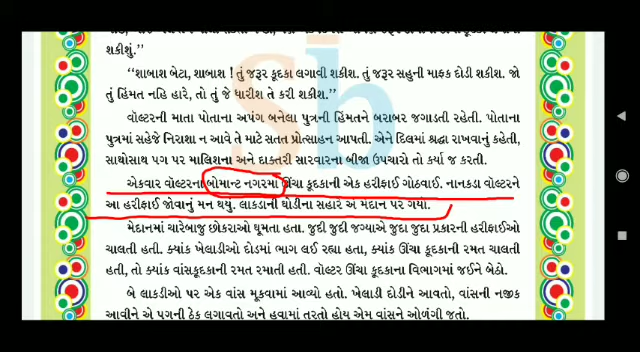 શકીશું.''
''શાબાશ બેટા, શાબાશ ! તું જરૂર કૂદકા લગાવી શકીશ. તું જરૂર સહુની માફક દોડી શકીશ. જો
તું હિંમત નહિ હારે, તો તું જે ધારીશ તે કરી શકીશ.''
વૉલ્ટરની માતા પોતાના અપંગ બનેલા પુત્રની હિંમતને બરાબર જગાડતી રહેતી. પોતાના
પુત્રમાં સહેજે નિરાશા ન આવે તે માટે સતત પ્રોત્સાહન આપતી. એને દિલમાં શ્રદ્ધા રાખવાનું કહેતી,
સાથોસાથ પગ પર માલિશના અને દાક્તરી સારવારના બીજા ઉપચારો તો કર્યા જ કરતી.
એકવાર વૉલ્ટરના બોમાન્ટ નગરમાં ઊંચા કૂદકાની એક હરીફાઈ ગોઠવાઈ. નાનકડા વૉલ્ટરને
આ હરીફાઈ જોવાનું મન થયું. લાકડાની ઘોડીના સહારે એ મેદાન પર ગયો.
મેદાનમાં ચારેબાજુ છોકરાઓ ઘૂમતા હતા. જુદી જુદી જગ્યાએ જુદા જુદા પ્રકારની હરીફાઈઓ
ચાલતી હતી. ક્યાંક ખેલાડીઓ દોડમાં ભાગ લઈ રહ્યા હતા, ક્યાંક ઊંચા કૂદકાની રમત ચાલતી
હતી, તો ક્યાંક વાંસકૂદકાની રમત રમાતી હતી. વૉલ્ટર ઊંચા કૂદકાના વિભાગમાં જઈને બેઠો.
બે લાકડીઓ પર એક વાંસ મૂકવામાં આવ્યો હતો. ખેલાડી દોડીને આવતો, વાંસની નજીક
આવીને એ પગની ઠેક લગાવતો અને હવામાં તરતો હોય એમ વાંસને ઓળંગી જતો.
Sb